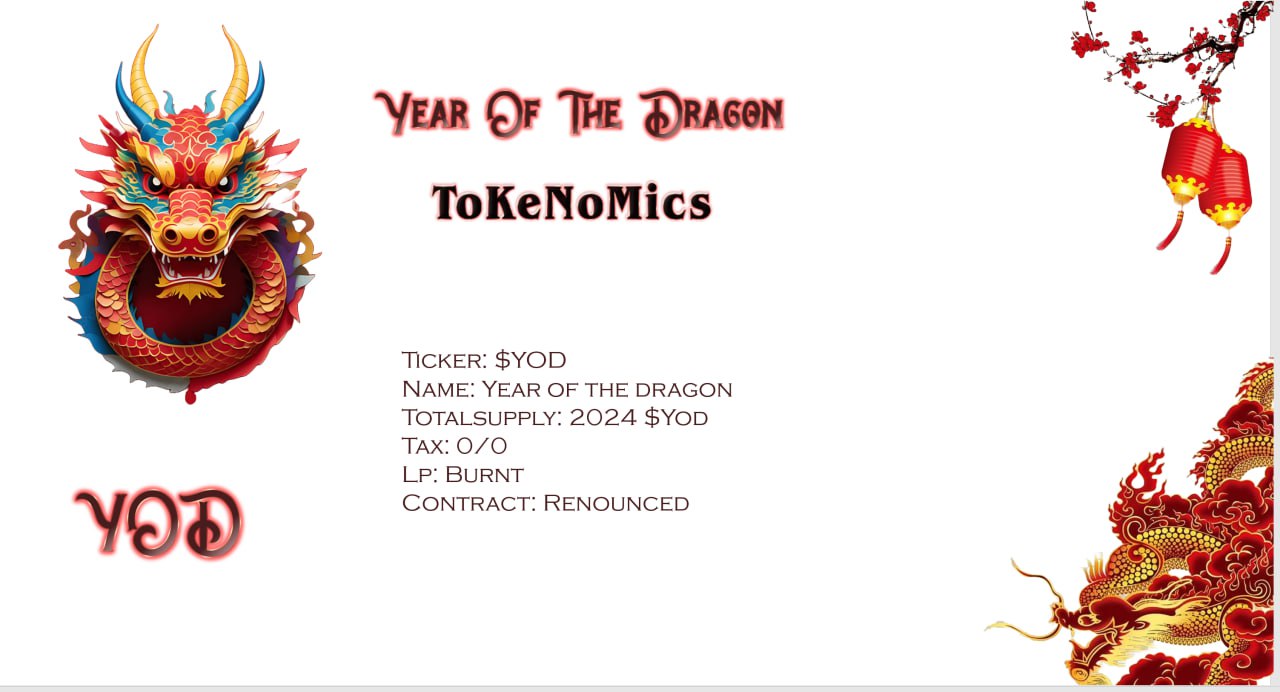 Year Of The Dragon
ToKeNoMics
Ticker: $YOD
Name: Year of the dragon
Totalsupply: 2024 $Yod
Tax: 0/0
Lp: Burnt
Contract: Renounced
YOD